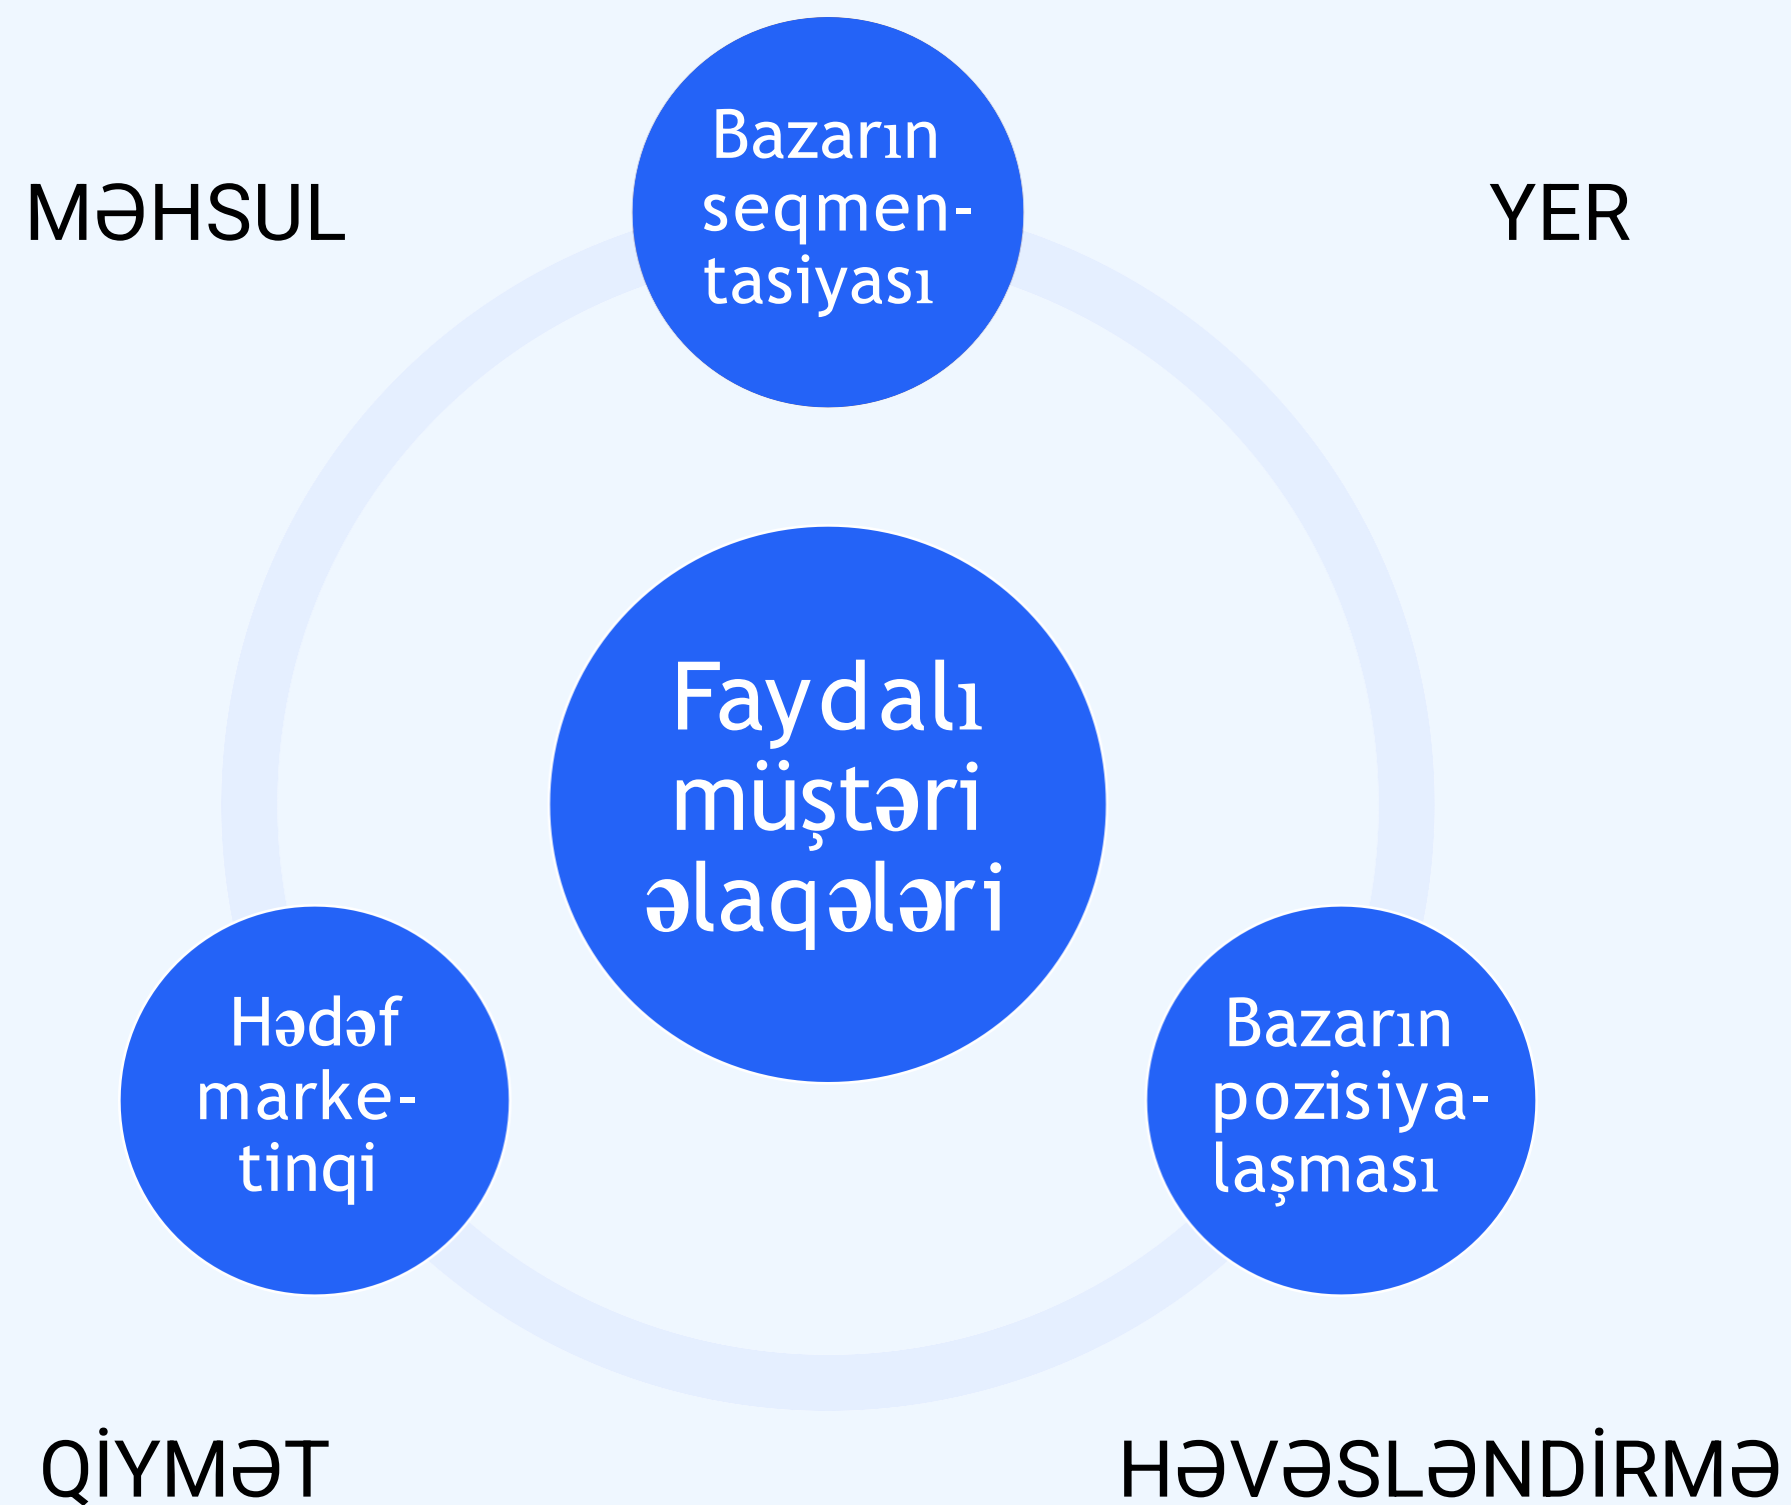 Bazarın
seqmen-
tasiyası
MƏHSUL
YER
Faydalı
müştəri
əlaqələri
Hədəf
marke-
tinqi
Bazarın
pozisiya-
laşması
QİYMƏT
HƏVƏSLƏNDİRMƏ